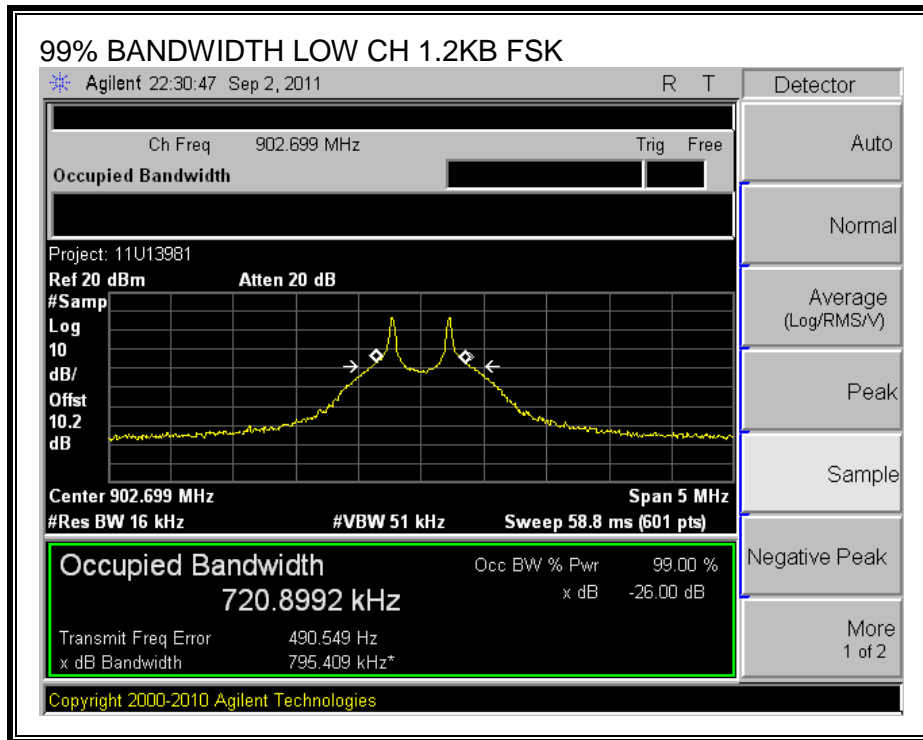 99% BANDWIDTH LOW CH 1.2KB FSK
Agilent 22:30:47 Sep 2, 2011 R T
Detector
Ch Freq 902.699 MHz Trig Free
Occupied Bandwidth
Project: 11U13981
Ref 20 dBm Atten 20 dB
#Samp
Log
10
dB/
Offst
10.2
dB
Center 902.699 MHz Span 5 MHz
#Res BW 16 kHz #VBW 51 kHz Sweep 58.8 ms (601 pts)
Occupied Bandwidth Occ BW % Pwr 99.00 %
720.8992 kHz x dB -26.00 dB
Transmit Freq Error 490.549 Hz
x dB Bandwidth 795.409 kHz*
Copyright 2000-2010 Agilent Technologies
Auto
Normal
Average
(Log/RMS/V)
Peak
Sample
Negative Peak
More
1 of 2